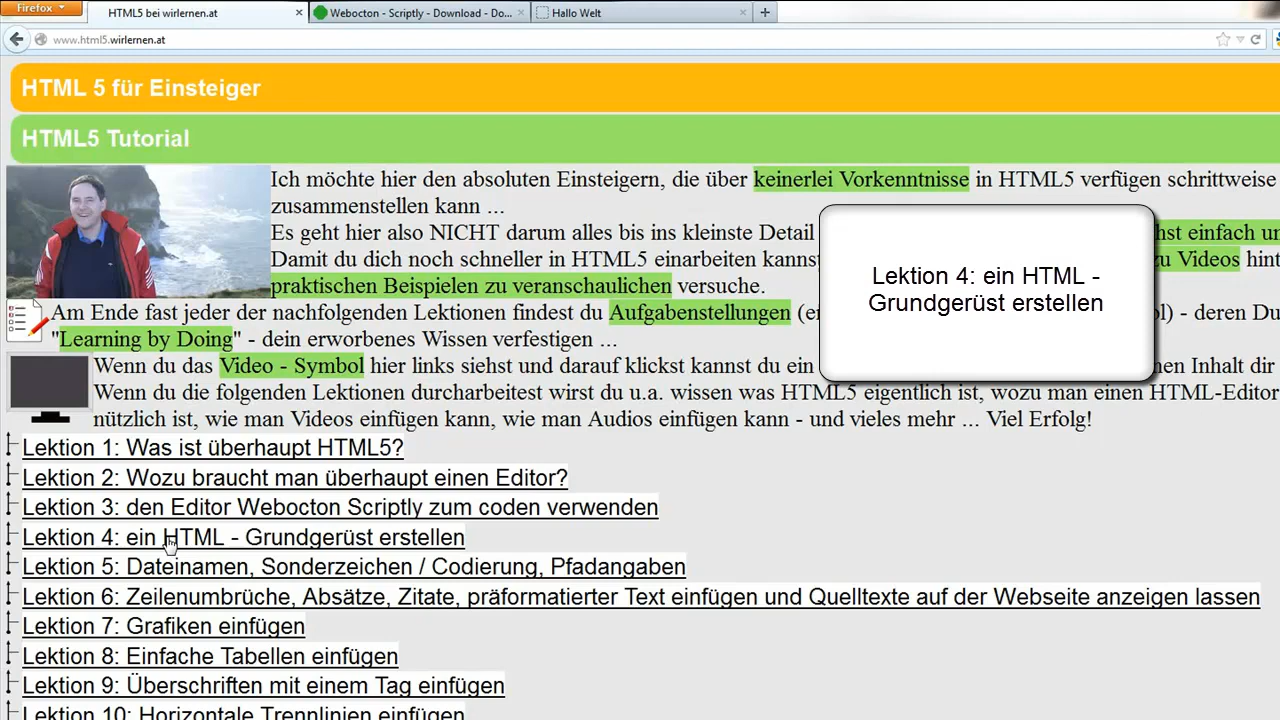 Firefox
HTML5 bei wirlernen.at
Webocton - Scriptly - Download - Do...
Hallo Welt
www.html5.wirlernen.at
HTML 5 für Einsteiger
HTML5 Tutorial
Ich möchte hier den absoluten Einsteigern, die über keinerlei Vorkenntnisse in HTML5 verfügen schrittweise
zusammenstellen kann ...
Es geht hier also NICHT darum alles bis ins kleinste Detail
hst einfach
Damit du dich noch schneller in HTML5 einarbeiten
zu Videos
praktischen Beispielen zu veranschaulichen versuche.
Lektion 4: ein HTML -
Grundgerüst erstellen
Am Ende fast jeder der nachfolgenden Lektionen findest du Aufgabenstellungen
- deren
"Learning by Doing" - dein erworbenes Wissen verfestigen ...
Wenn du das Video - Symbol hier links siehst und darauf klickst kannst du ein
nen Inhalt dir
Wenn du die folgenden Lektionen durcharbeitest wirst du u.a. wissen was HTML5 eigentlich ist, wozu man einen HTML-Editor
nützlich ist, wie man Videos einfügen kann, wie man Audios einfügen kann - und vieles mehr ... Viel Erfolg!
Lektion 1: Was ist überhaupt HTML5?
Lektion 2: Wozu braucht man überhaupt einen Editor?
Lektion 3: den Editor Webocton Scriptly zum coden verwenden
Lektion 4: ein HTML - Grundgerüst erstellen
Lektion 5: Dateinamen, Sonderzeichen / Codierung, Pfadangaben
Lektion 6: Zeilenumbrüche, Absätze, Zitate, präformatierter Text einfügen und Quelltexte auf der Webseite anzeigen lassen
Lektion 7: Grafiken einfügen
Lektion 8: Einfache Tabellen einfügen
Lektion 9: Überschriften mit einem Tag einfügen
Lektion 10: Horizontale Trennlinien einfügen